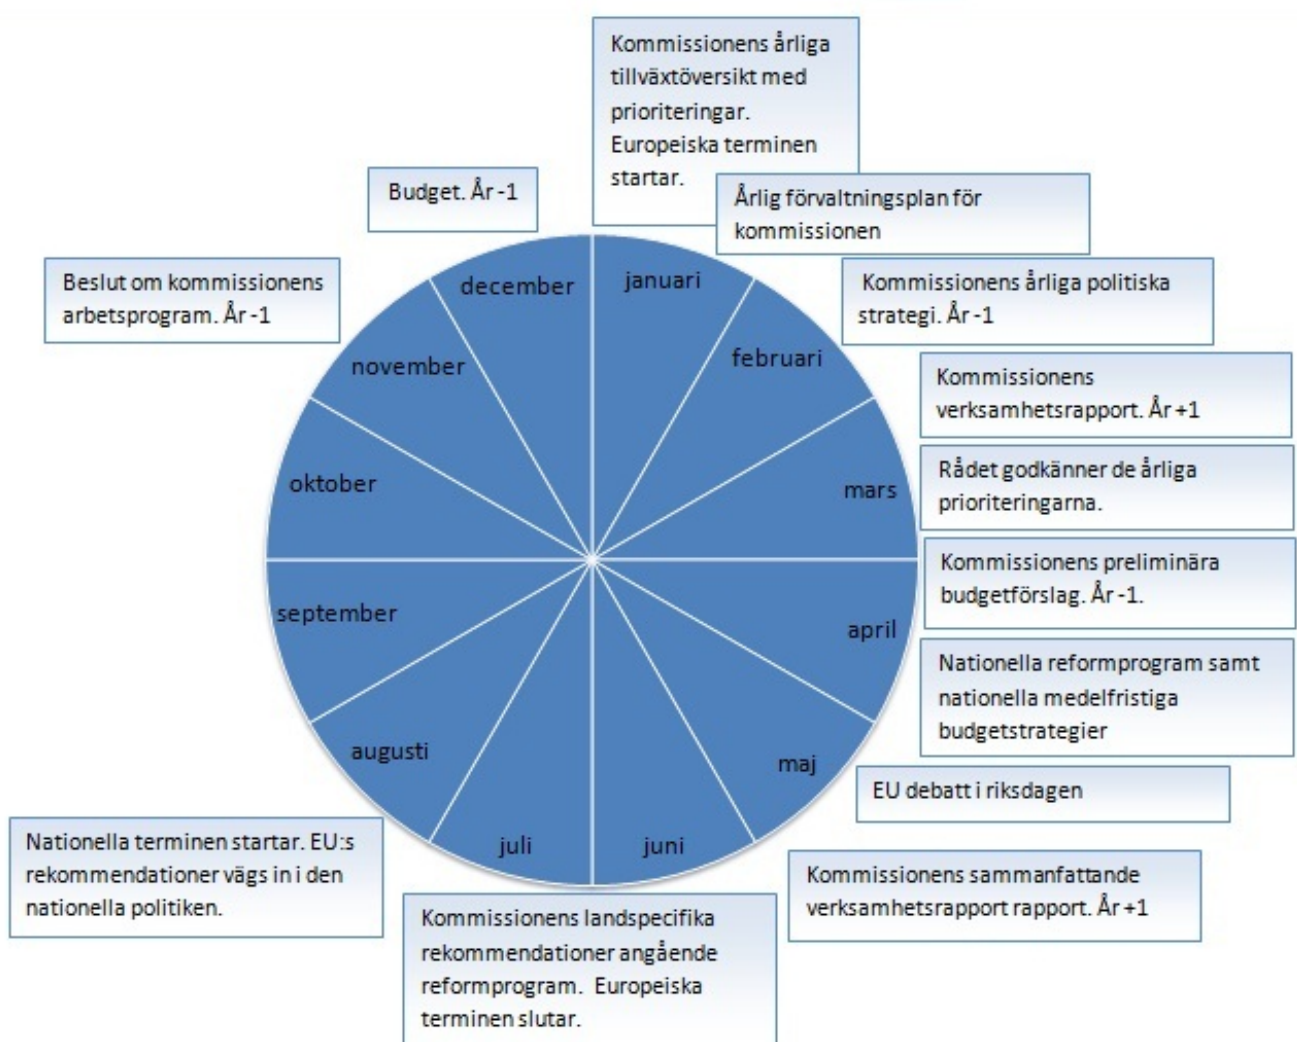 Kommissionens årliga
tillväxtöversikt med
prioriteringar.
Europeiska terminen
startar.
Årlig förvaltningsplan för
kommissionen
Budget. År -1
Beslut om kommissionens
arbetsprogram. År -1
Kommissionens årliga politiska
strategi. År -1
Kommissionens
verksamhetsrapport. År +1
Rådet godkänner de årliga
prioriteringarna.
Kommissionens preliminära
budgetförslag. År -1.
Nationella reformprogram samt
nationella medelfristiga
budgetstrategier
EU debatt i riksdagen
Kommissionens sammanfattande
verksamhetsrapport rapport. År +1
Kommissionens landspecifika
rekommendationer angående
reformprogram. Europeiska
terminen slutar.
Nationella terminen startar. EU:s
rekommendationer vägs in i den
nationella politiken.
januari
februari
mars
april
maj
juni
juli
augusti
september
oktober
november
december